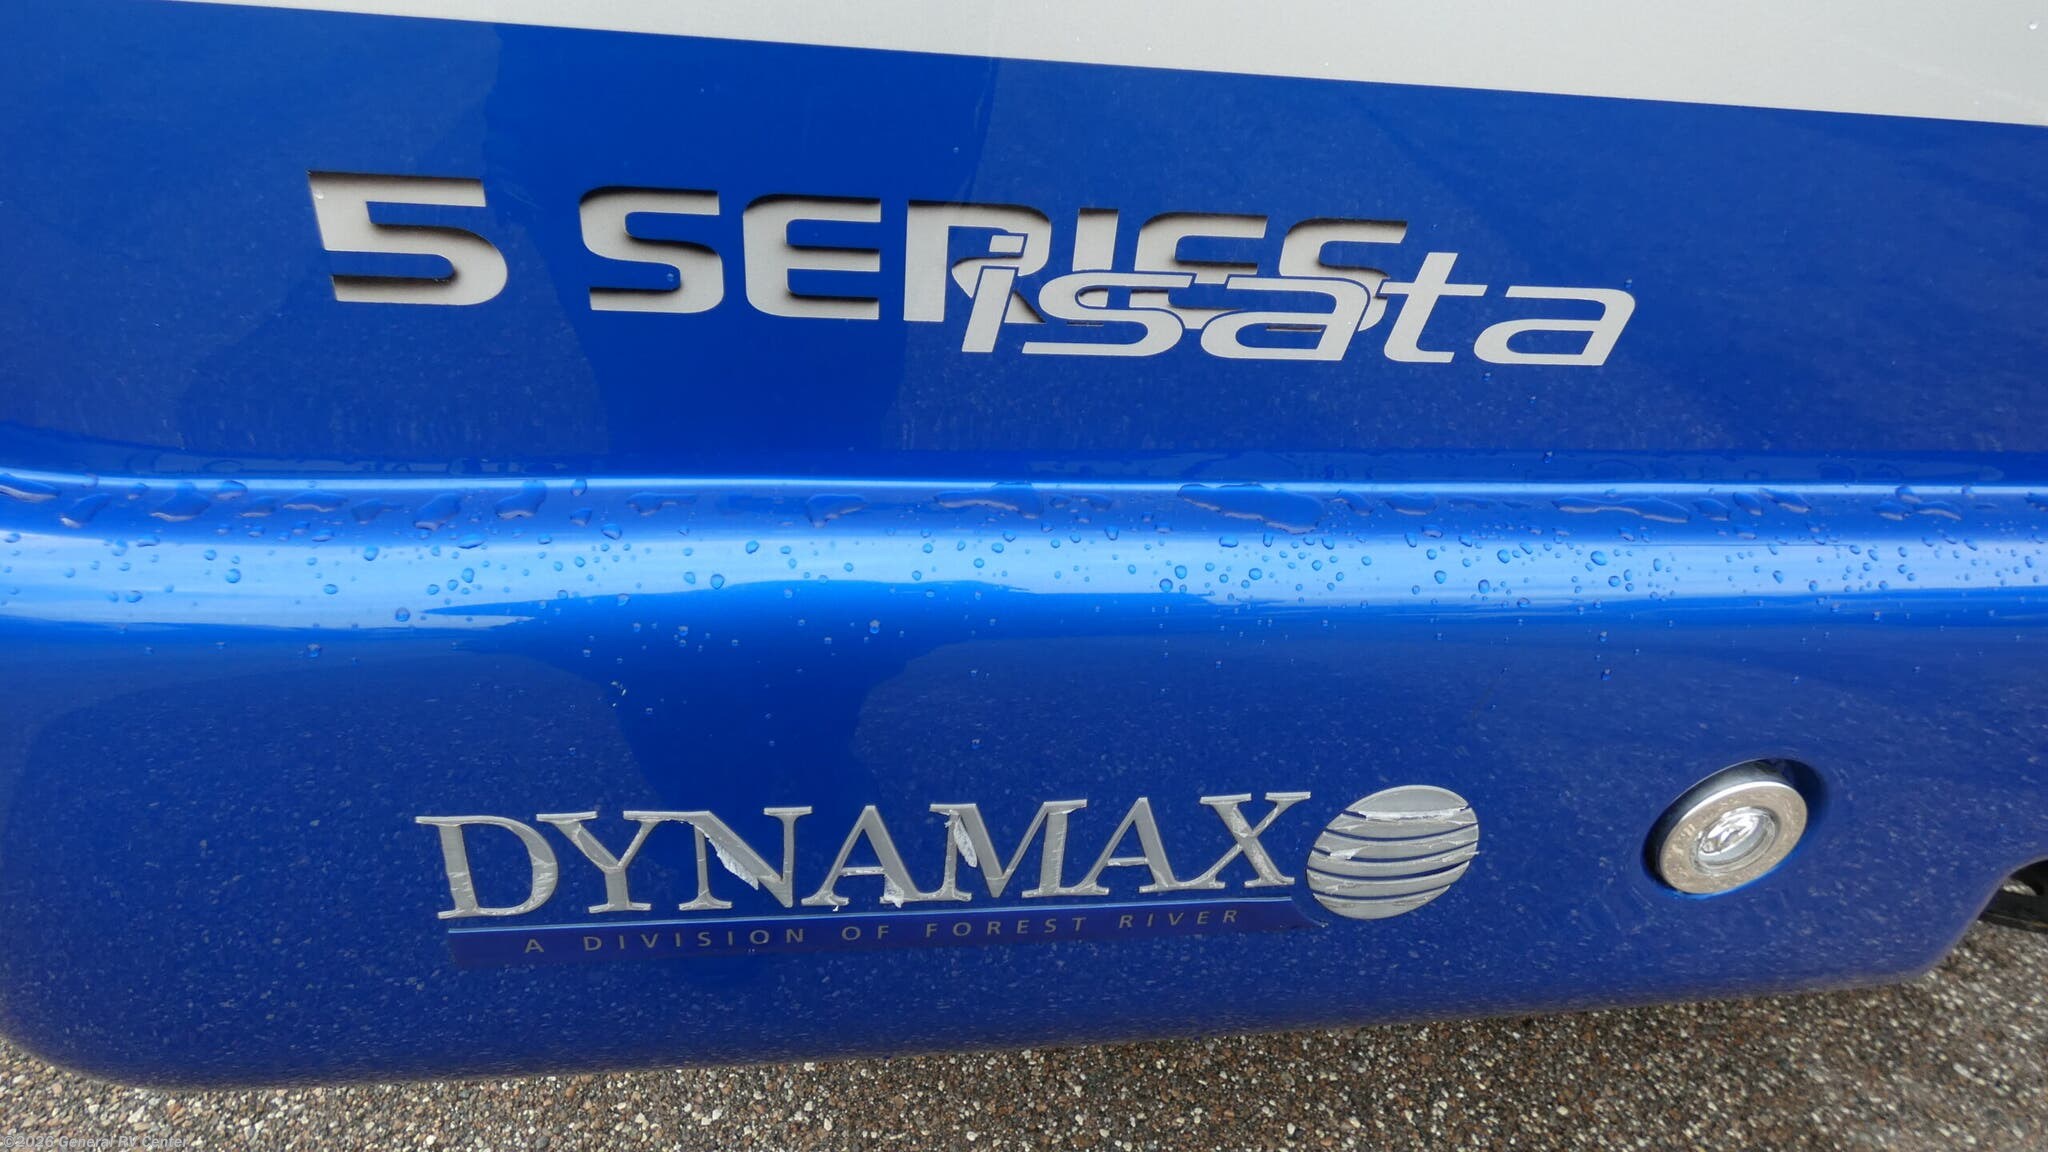 5 SERIES
isata
DYNAMAX
A DIVISION OF FOREST RIVER
©2026 General RV Center